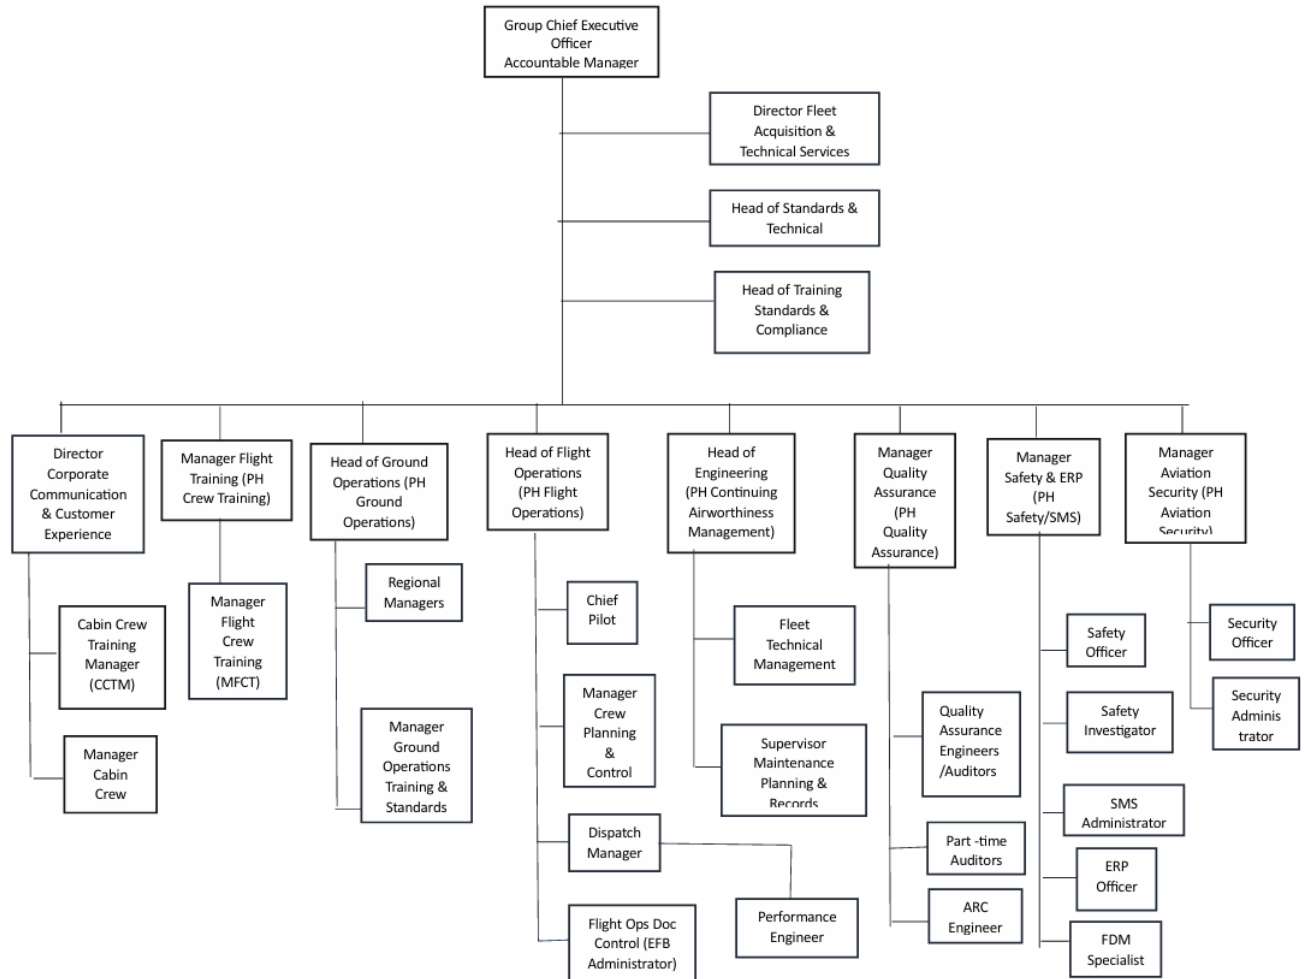 Group Chief Executive
Officer
Accountable Manager
Director Fleet
Acquisition &
Technical Services
Head of Standards &
Technical
Head of Training
Standards &
Compliance
Director
Corporate
Communication
& Customer
Experience
Manager Flight
Training (PH
Crew Training)
Head of Ground
Operations (PH
Ground
Operations)
Head of Flight
Operations
(PH Flight
Operations)
Head of
Engineering
(PH Continuing
Airworthiness
Management)
Manager
Quality
Assurance
(PH
Quality
Assurance)
Manager
Safety & ERP
(PH
Safety/SMS)
Manager
Aviation
Security (PH
Aviation
Security)
Cabin Crew
Training
Manager
(CCTM)
Manager
Cabin
Crew
Manager
Flight
Crew
Training
(MFCT)
Regional
Managers
Manager
Ground
Operations
Training &
Standards
Chief
Pilot
Manager
Crew
Planning
&
Control
Dispatch
Manager
Flight Ops Doc
Control (EFB
Administrator)
Performance
Engineer
Fleet
Technical
Management
Supervisor
Maintenance
Planning &
Records
Quality
Assurance
Engineers
/Auditors
Part -time
Auditors
ARC
Engineer
Safety
Officer
Safety
Investigator
SMS
Administrator
ERP
Officer
FDM
Specialist
Security
Officer
Security
Adminis
trator